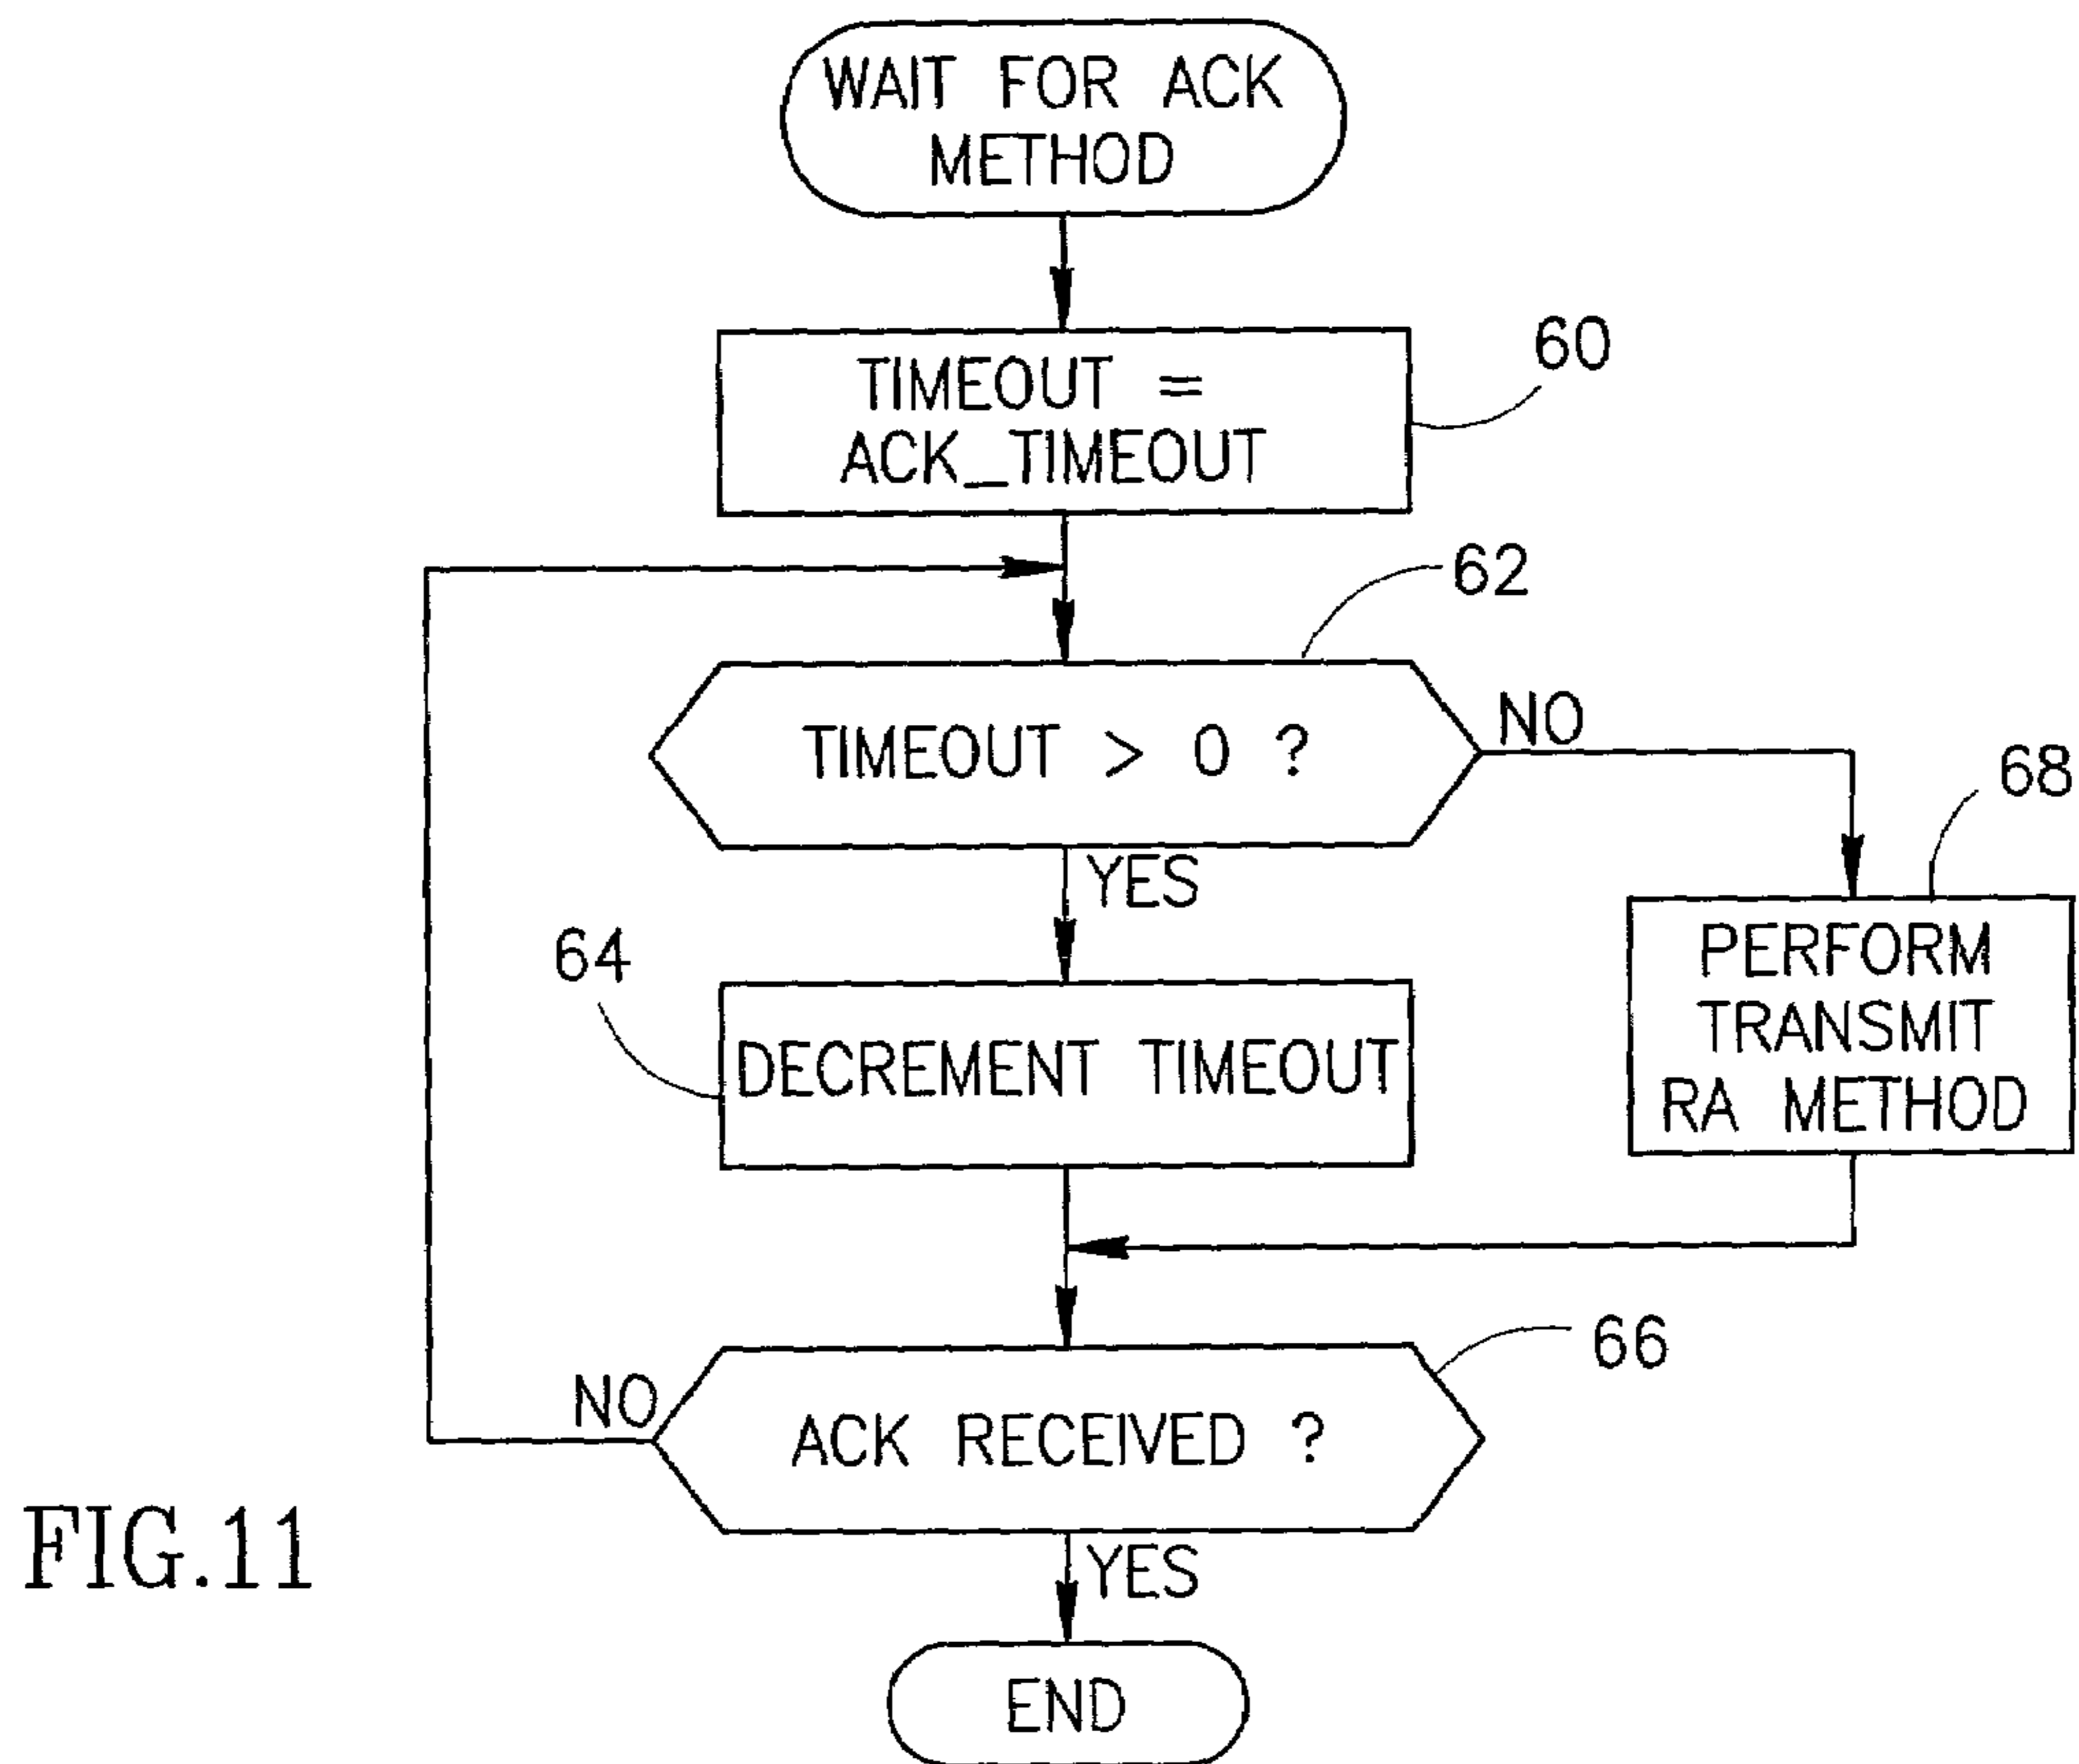 WAIT FOR ACK
METHOD
60
TIMEOUT =
ACK_TIMEOUT
62
TIMEOUT > 0 ?
NO
68
YES
64
DECREMENT TIMEOUT
PERFORM
TRANSMIT
RA METHOD
66
NO
ACK RECEIVED ?
YES
FIG.11
END